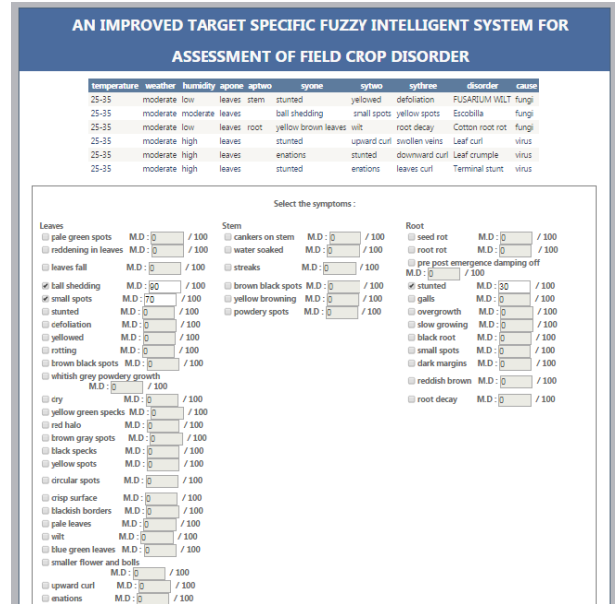 AN IMPROVED TARGET SPECIFIC FUZZY INTELLIGENT SYSTEM FOR
ASSESSMENT OF FIELD CROP DISORDER
temperature weather humidity apone aptwo syone sytwo sythree disorder cause
25-35 moderate low leaves stem stunted yellowed defoliation FUSARIUM WILT fungi
25-35 moderate moderate leaves ball shedding small spots yellow spots Escobilla fungi
25-35 moderate low leaves root yellow brown leaves wilt root decay Cotton root rot fungi
25-35 moderate high leaves stunted upward curl swollen veins Leaf curl virus
25-35 moderate high leaves enations stunted downward curl Leaf crumple virus
25-35 moderate high leaves stunted enations leaves curl Terminal stunt virus
Select the symptoms :
Leaves Stem Root
pale green spots M.D : 0 / 100 cankers on stem M.D : 0 / 100 seed rot M.D : 0 / 100
reddening in leaves M.D : 0 / 100 water soaked M.D : 0 / 100 root rot M.D : 0 / 100
pre post emergence damping off
leaves fall M.D : 0 / 100 streaks M.D : 0 / 100 M.D : 0 / 100
ball shedding M.D : 90 / 100 brown black spots M.D : 0 / 100 stunted M.D : 30 / 100
small spots M.D : 70 / 100 yellow browning M.D : 0 / 100 galls M.D : 0 / 100
stunted M.D : 0 / 100 powdery spots M.D : 0 / 100 overgrowth M.D : 0 / 100
defoliation M.D : 0 / 100 slow growing M.D : 0 / 100
yellowed M.D : 0 / 100 black root M.D : 0 / 100
rotting M.D : 0 / 100 small spots M.D : 0 / 100
brown black spots M.D : 0 / 100 dark margins M.D : 0 / 100
whitish grey powdery growth
M.D : 0 / 100 reddish brown M.D : 0 / 100
dry M.D : 0 / 100 root decay M.D : 0 / 100
yellow green specks M.D : 0 / 100
red halo M.D : 0 / 100
brown gray spots M.D : 0 / 100
black specks M.D : 0 / 100
yellow spots M.D : 0 / 100
circular spots M.D : 0 / 100
crisp surface M.D : 0 / 100
blackish borders M.D : 0 / 100
pale leaves M.D : 0 / 100
wilt M.D : 0 / 100
blue green leaves M.D : 0 / 100
smaller flower and bolls
M.D : 0 / 100
upward curl M.D : 0 / 100
enations M.D : 0 / 100